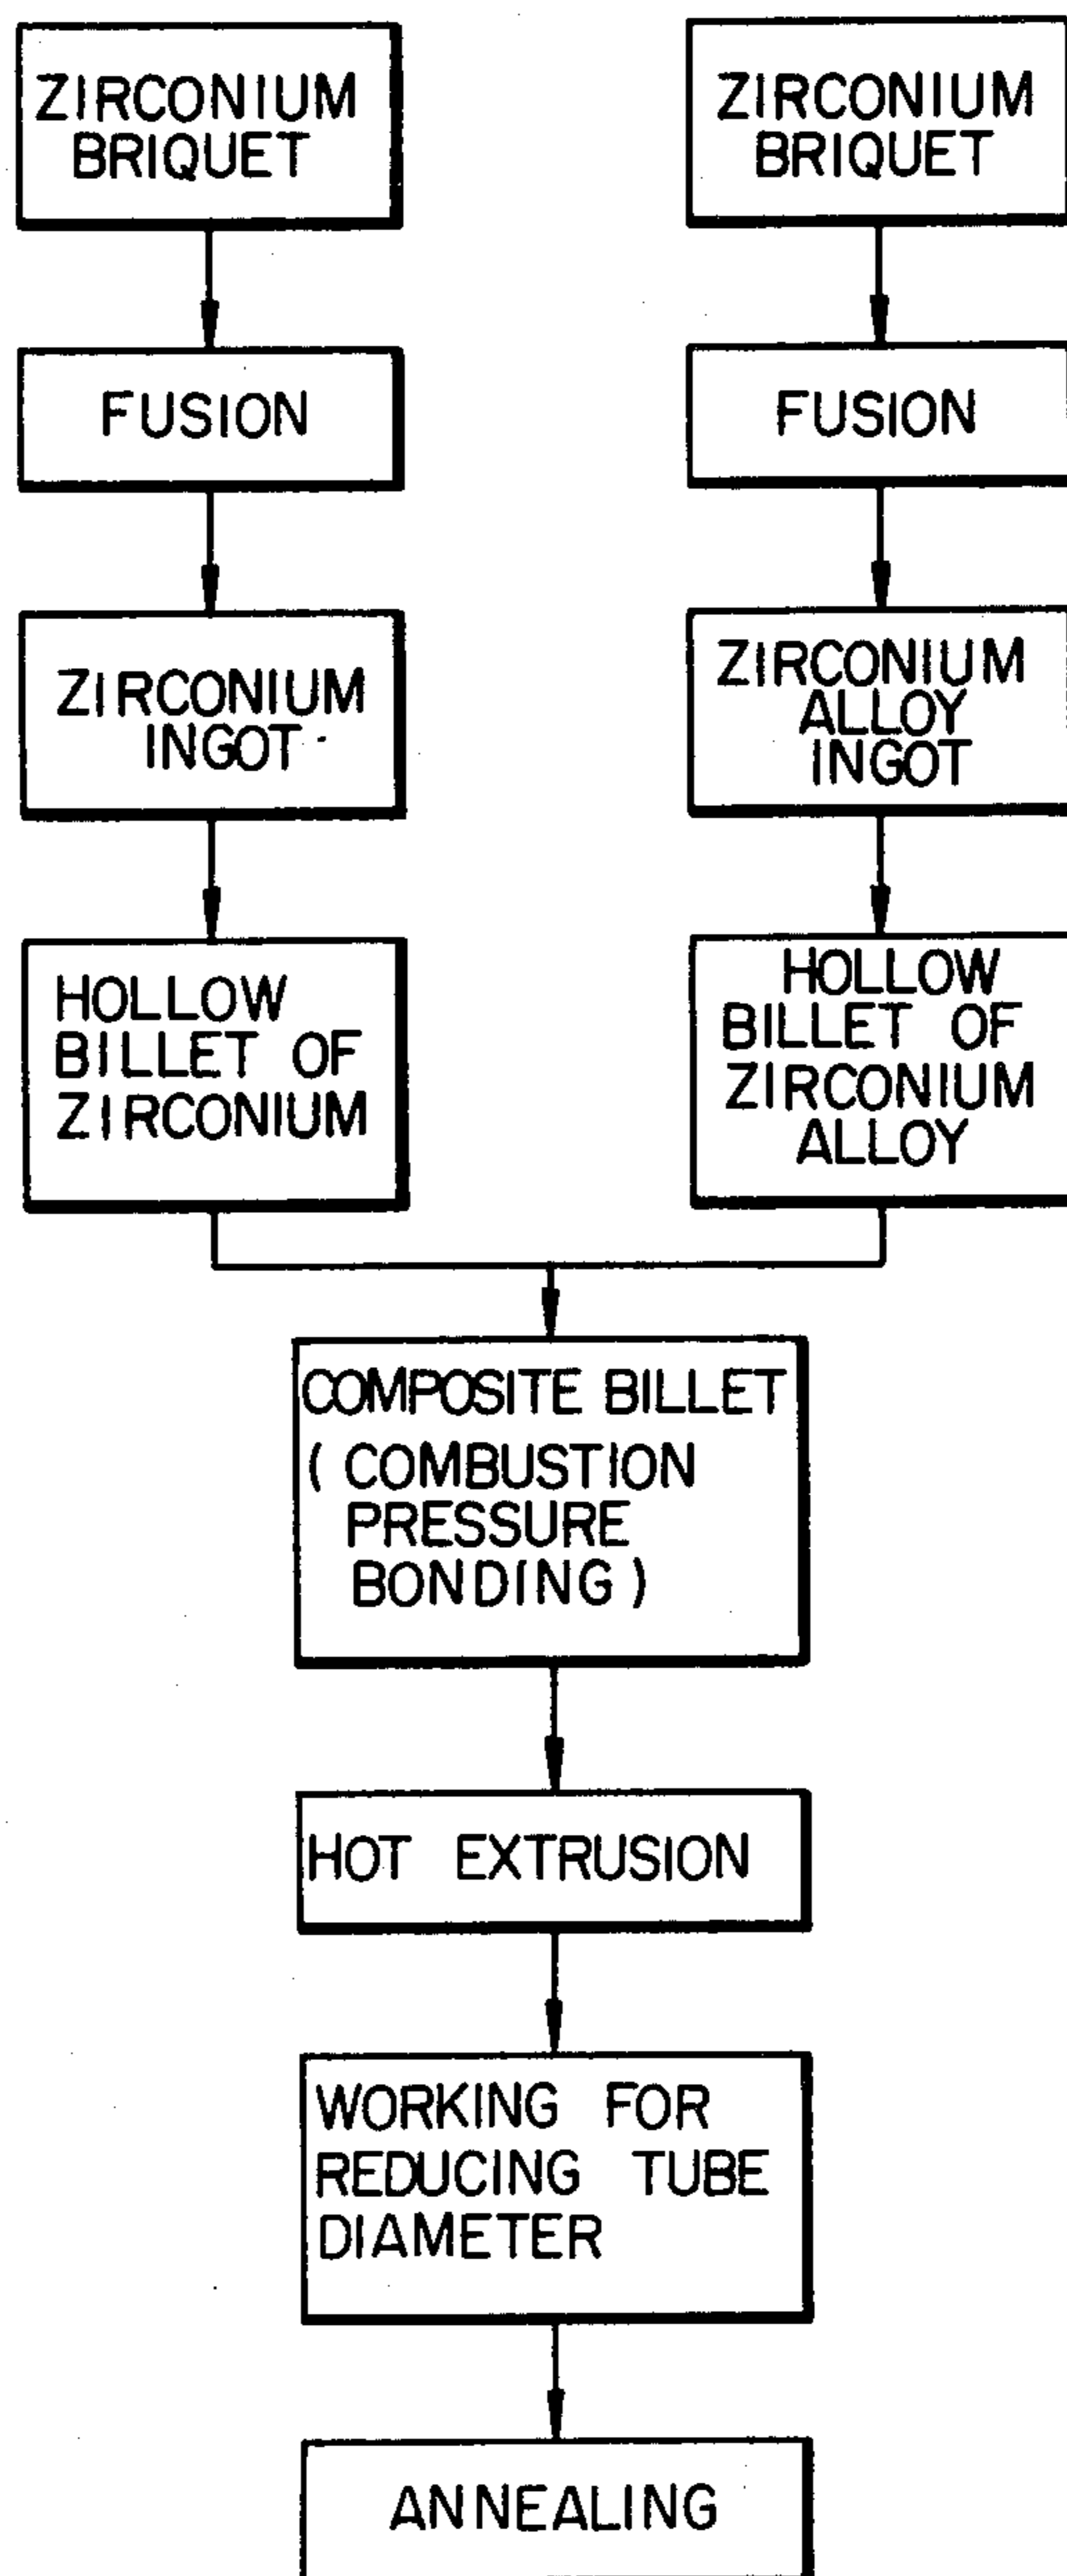 ZIRCONIUM
BRIQUET
FUSION
ZIRCONIUM
INGOT
HOLLOW
BILLET OF
ZIRCONIUM
ZIRCONIUM
BRIQUET
FUSION
ZIRCONIUM
ALLOY
INGOT
HOLLOW
BILLET OF
ZIRCONIUM
ALLOY
COMPOSITE BILLET
( COMBUSTION
PRESSURE
BONDING )
HOT EXTRUSION
WORKING FOR
REDUCING TUBE
DIAMETER
ANNEALING